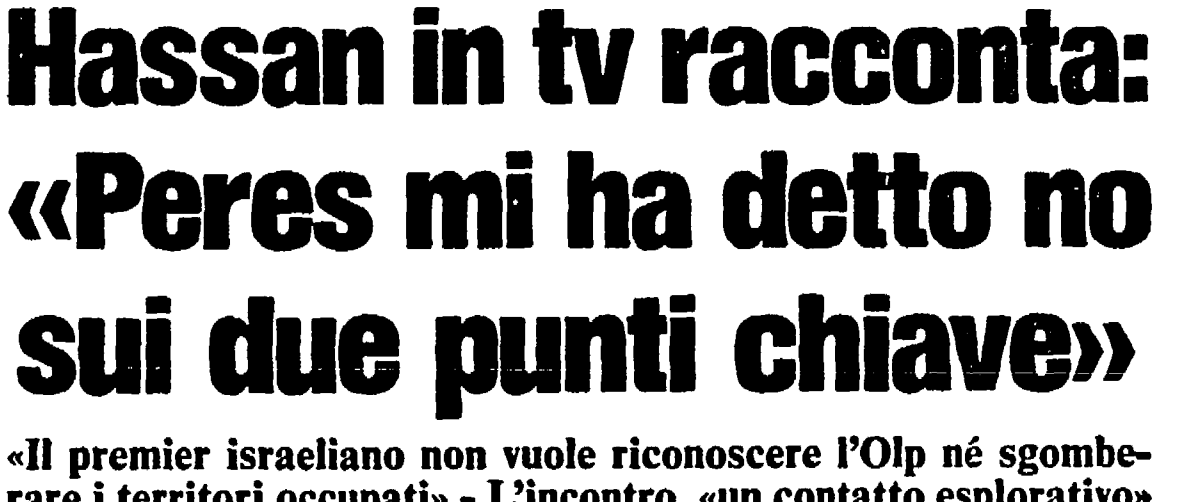 Hassan in tv racconta:
«Peres mi ha detto no
sui due punti chiave»
«Il premier israeliano non vuole riconoscere l'Olp né sgombe-
rare i territori occupati» - L'incontro, «un contatto esplorativo»